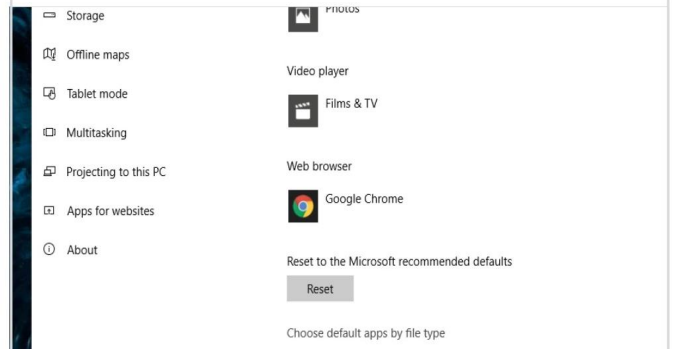 Storage
Offline maps
Tablet mode
Multitasking
Projecting to this PC
Apps for websites
About
Photos
Video player
Films & TV
Web browser
Google Chrome
Reset to the Microsoft recommended defaults
Reset
Choose default apps by file type